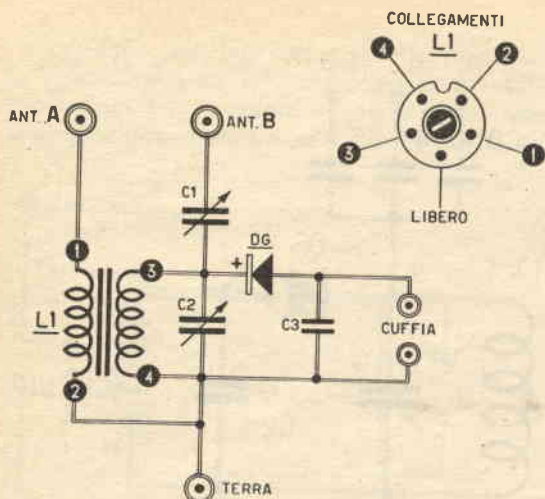 COLLEGAMENTI
L1
4
2
3
1
LIBERO
ANT. A
ANT. B
C1
1
3
+
DG
L1
C2
C3
CUFFIA
2
4
TERRA